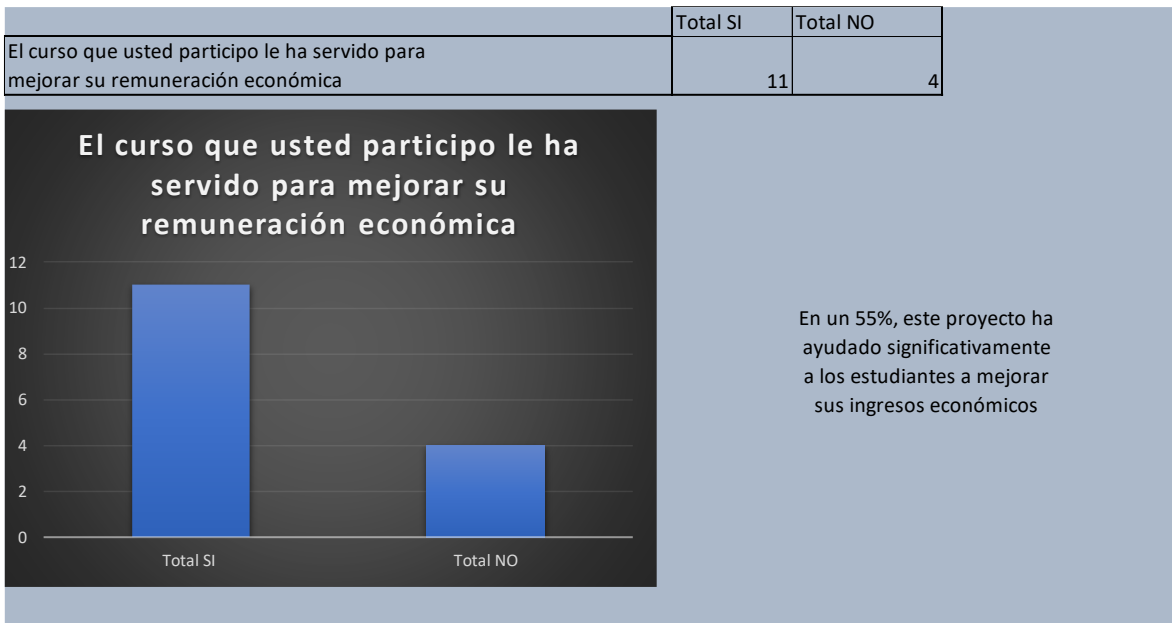 Total SI Total NO
El curso que usted participo le ha servido para
mejorar su remuneración económica 11 4
El curso que usted participo le ha
servido para mejorar su
remuneración económica
12
10
8
6
4
2
0
Total SI Total NO
En un 55%, este proyecto ha
ayudado significativamente
a los estudiantes a mejorar
sus ingresos económicos